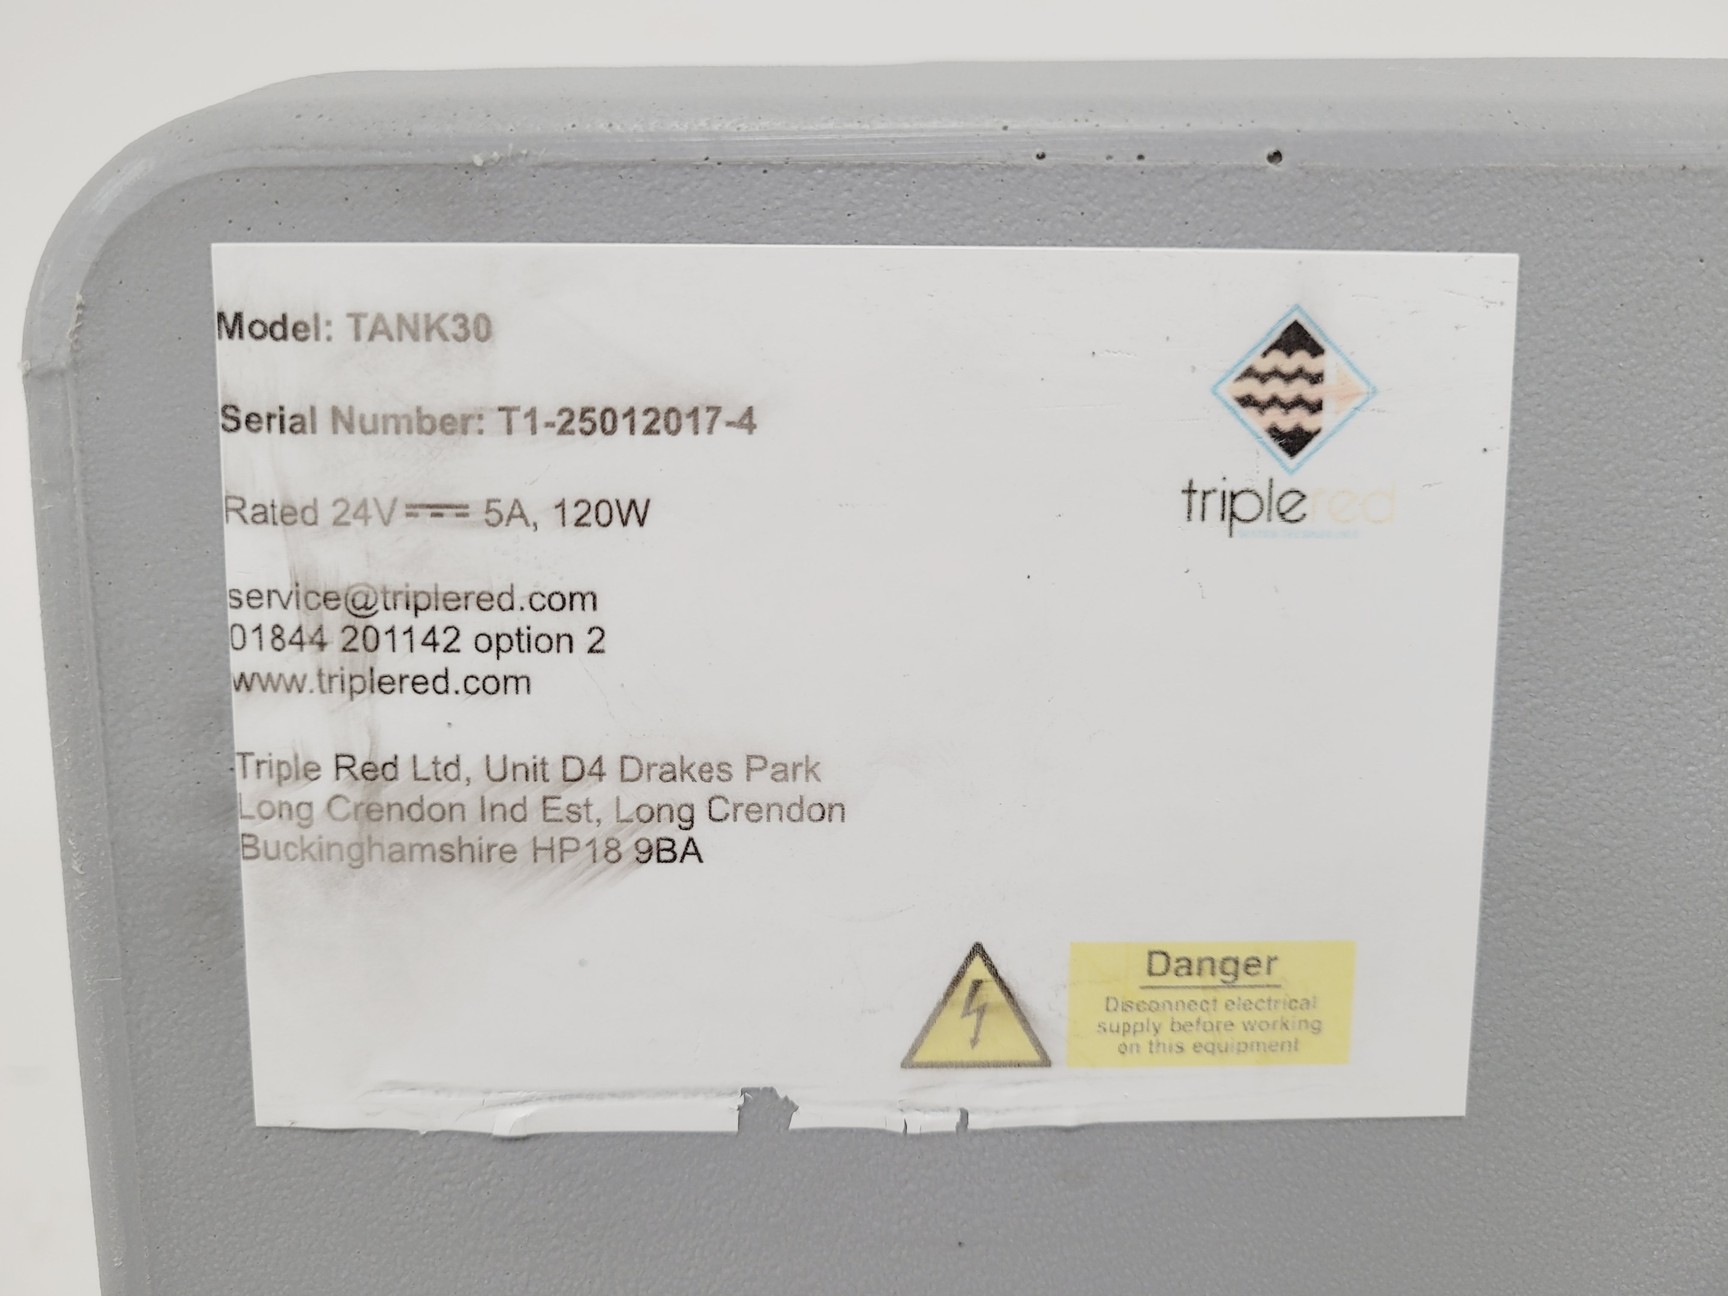 Model: TANK30
Serial Number: T1-25012017-4
Rated 24V⎓ 5A, 120W
service@triplered.com
01844 201142 option 2
www.triplered.com
Triple Red Ltd, Unit D4 Drakes Park
Long Crendon Ind Est, Long Crendon
Buckinghamshire HP18 9BA
triplered
Danger
Disconnect electrical
supply before working
on this equipment